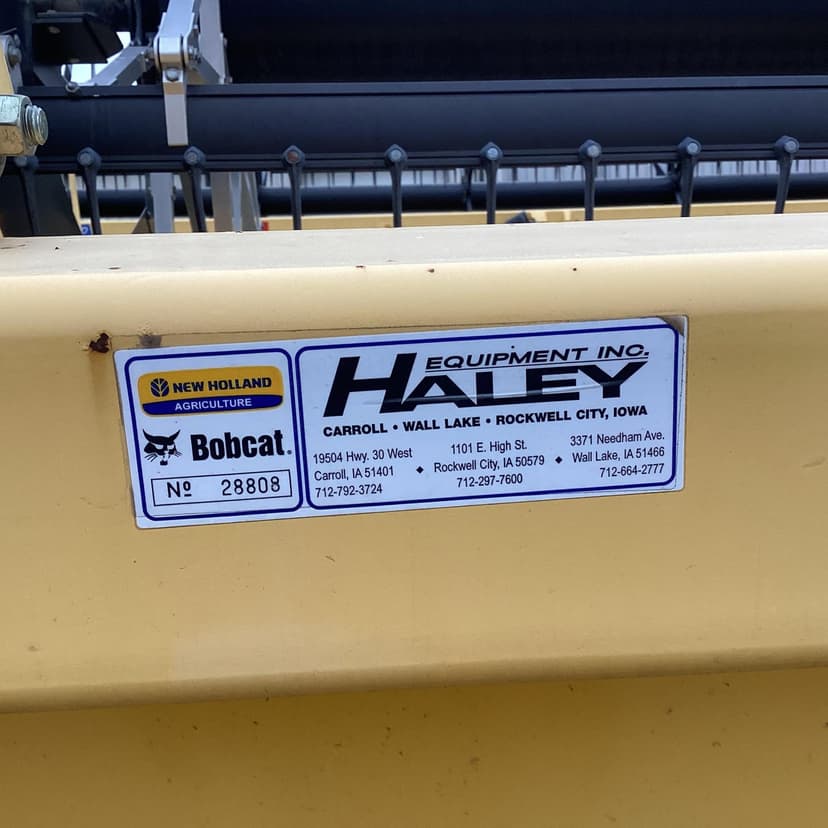 NEW HOLLAND
AGRICULTURE
Bobcat.
Nº 28808
EQUIPMENT INC.
HALEY
CARROLL • WALL LAKE • ROCKWELL CITY, IOWA
19504 Hwy. 30 West
Carroll, IA 51401
712-792-3724
1101 E. High St.
Rockwell City, IA 50579
712-297-7600
3371 Needham Ave.
Wall Lake, IA 51466
712-664-2777